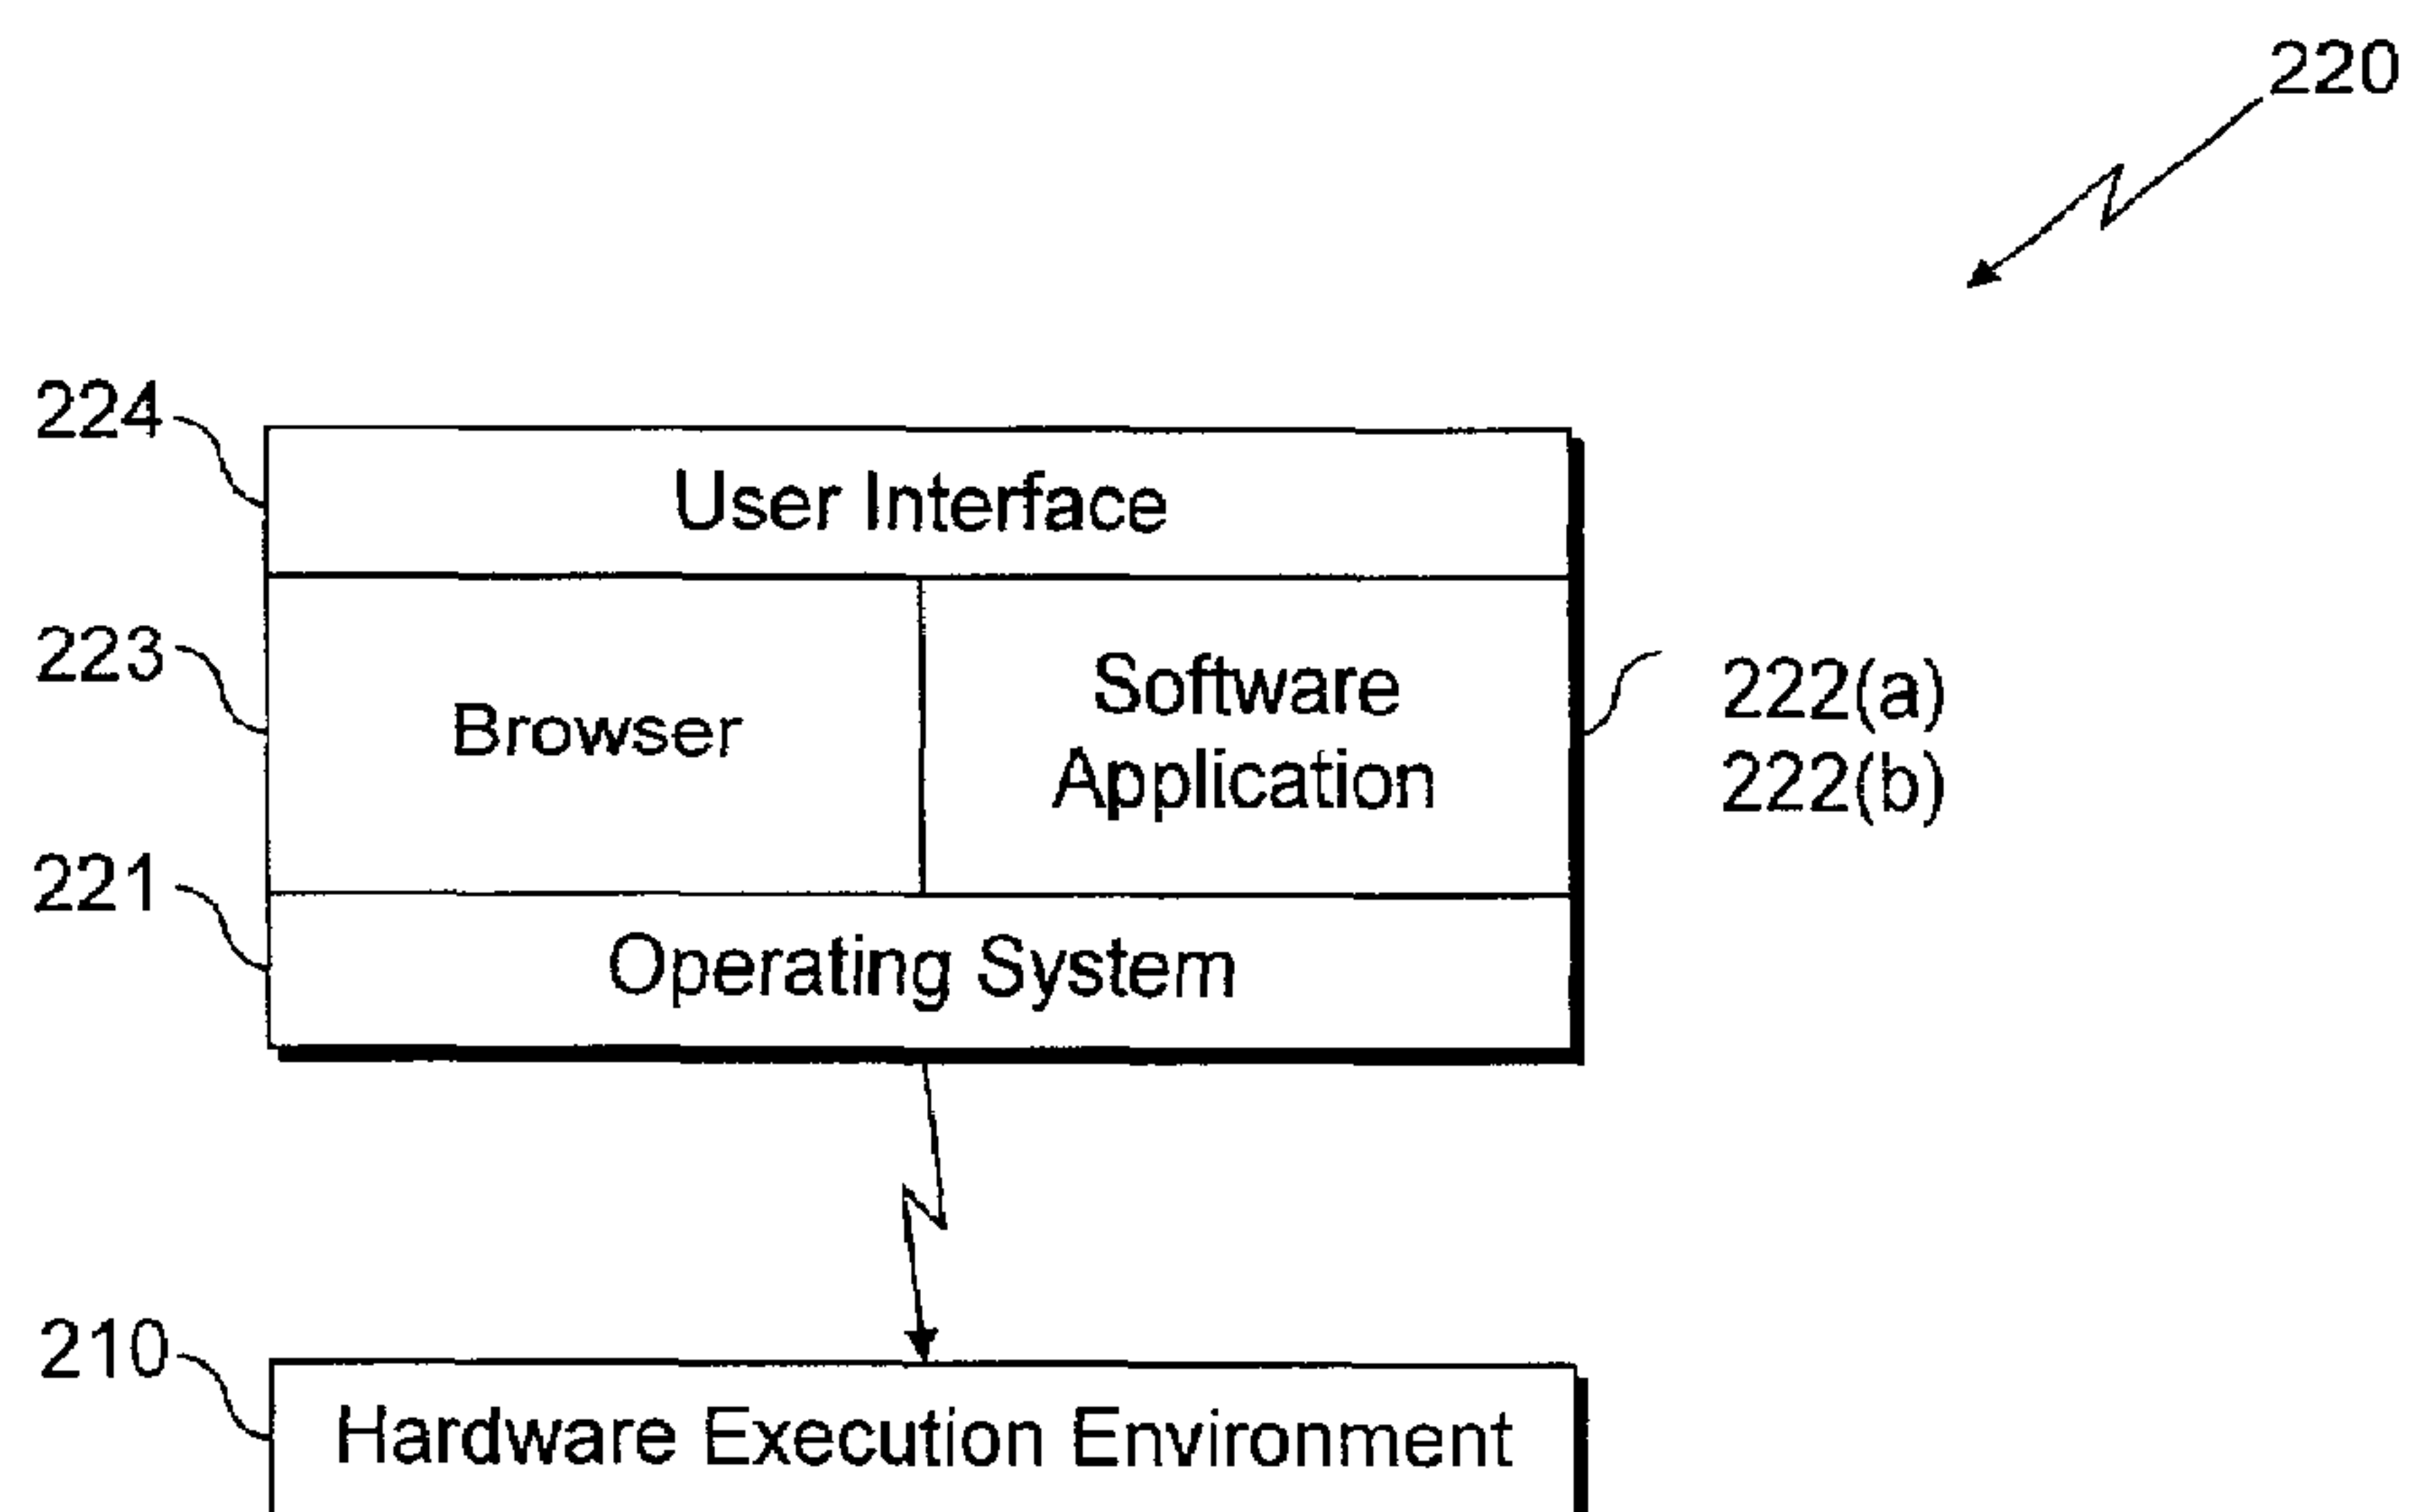 220
224
User Interface
223
Browser
Software
Application
222(a)
222(b)
221
Operating System
210
Hardware Execution Environment